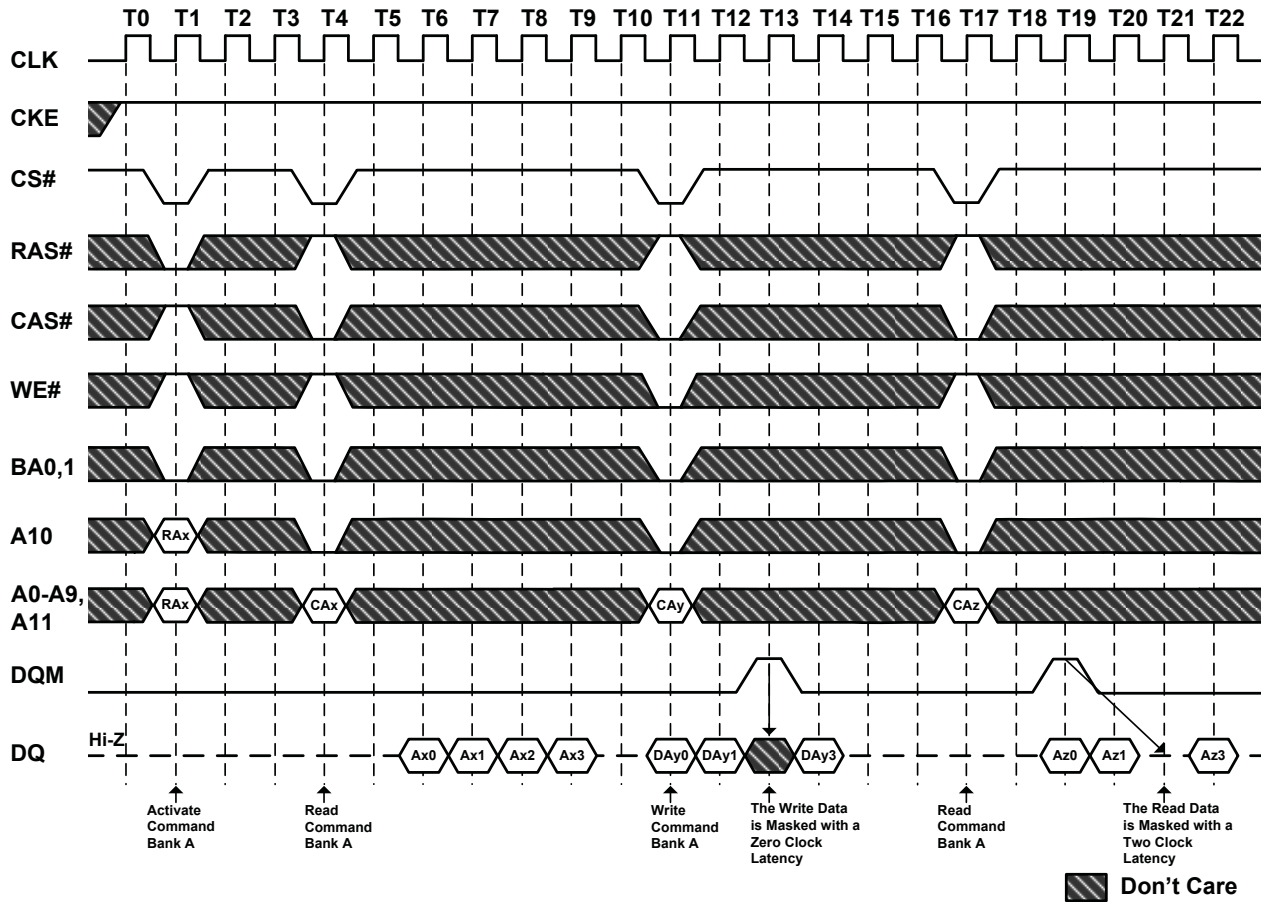 T0 T1 T2 T3 T4 T5 T6 T7 T8 T9 T10 T11 T12 T13 T14 T15 T16 T17 T18 T19 T20 T21 T22
CLK
CKE
CS#
RAS#
CAS#
WE#
BA0,1
A10
RAx
A0-A9,
A11
RAx CAx CAy CAz
DQM
DQ
Hi-Z
Ax0 Ax1 Ax2 Ax3 DAy0 DAy1 DAy3 Az0 Az1 Az3
Activate
Command
Bank A
Read
Command
Bank A
Write
Command
Bank A
The Write Data
is Masked with a
Zero Clock
Latency
Read
Command
Bank A
The Read Data
is Masked with a
Two Clock
Latency
Don't Care